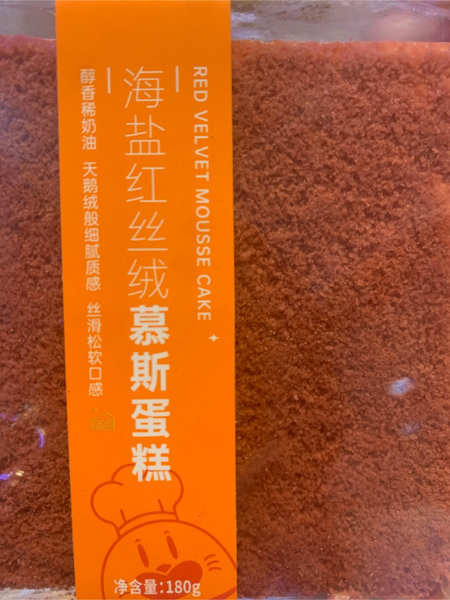 RED VELVET MOUSSE CAKE
海盐红丝绒
慕斯蛋糕
醇香稀奶油 天鹅绒般细腻质感 丝滑松软口感
净含量:180g